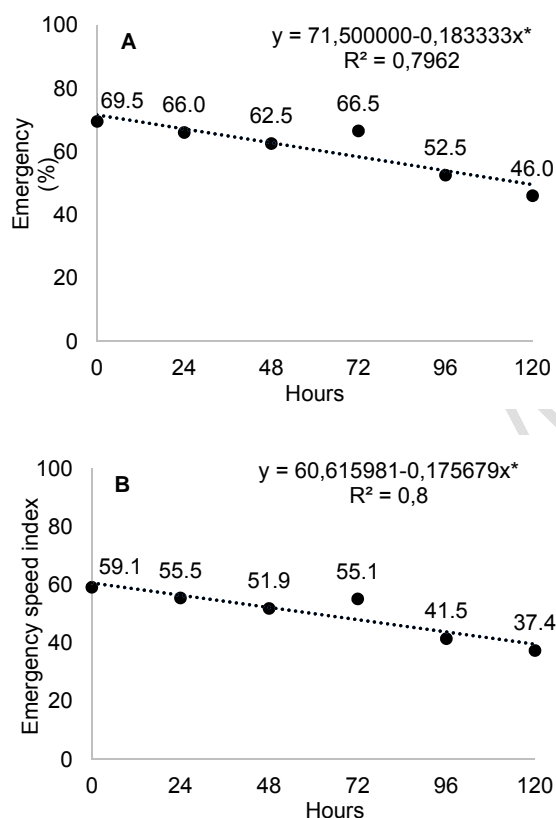 100
A
y = 71,500000-0,183333x*
R² = 0,7962
80
69.5 66.0 62.5 66.5 52.5 46.0
60
40
20
0
Emergency
(%)
0 24 48 72 96 120
Hours
100
B
y = 60,615981-0,175679x*
R² = 0,8
80
59.1 55.5 51.9 55.1 41.5 37.4
60
40
20
0
Emergency speed index
0 24 48 72 96 120
Hours